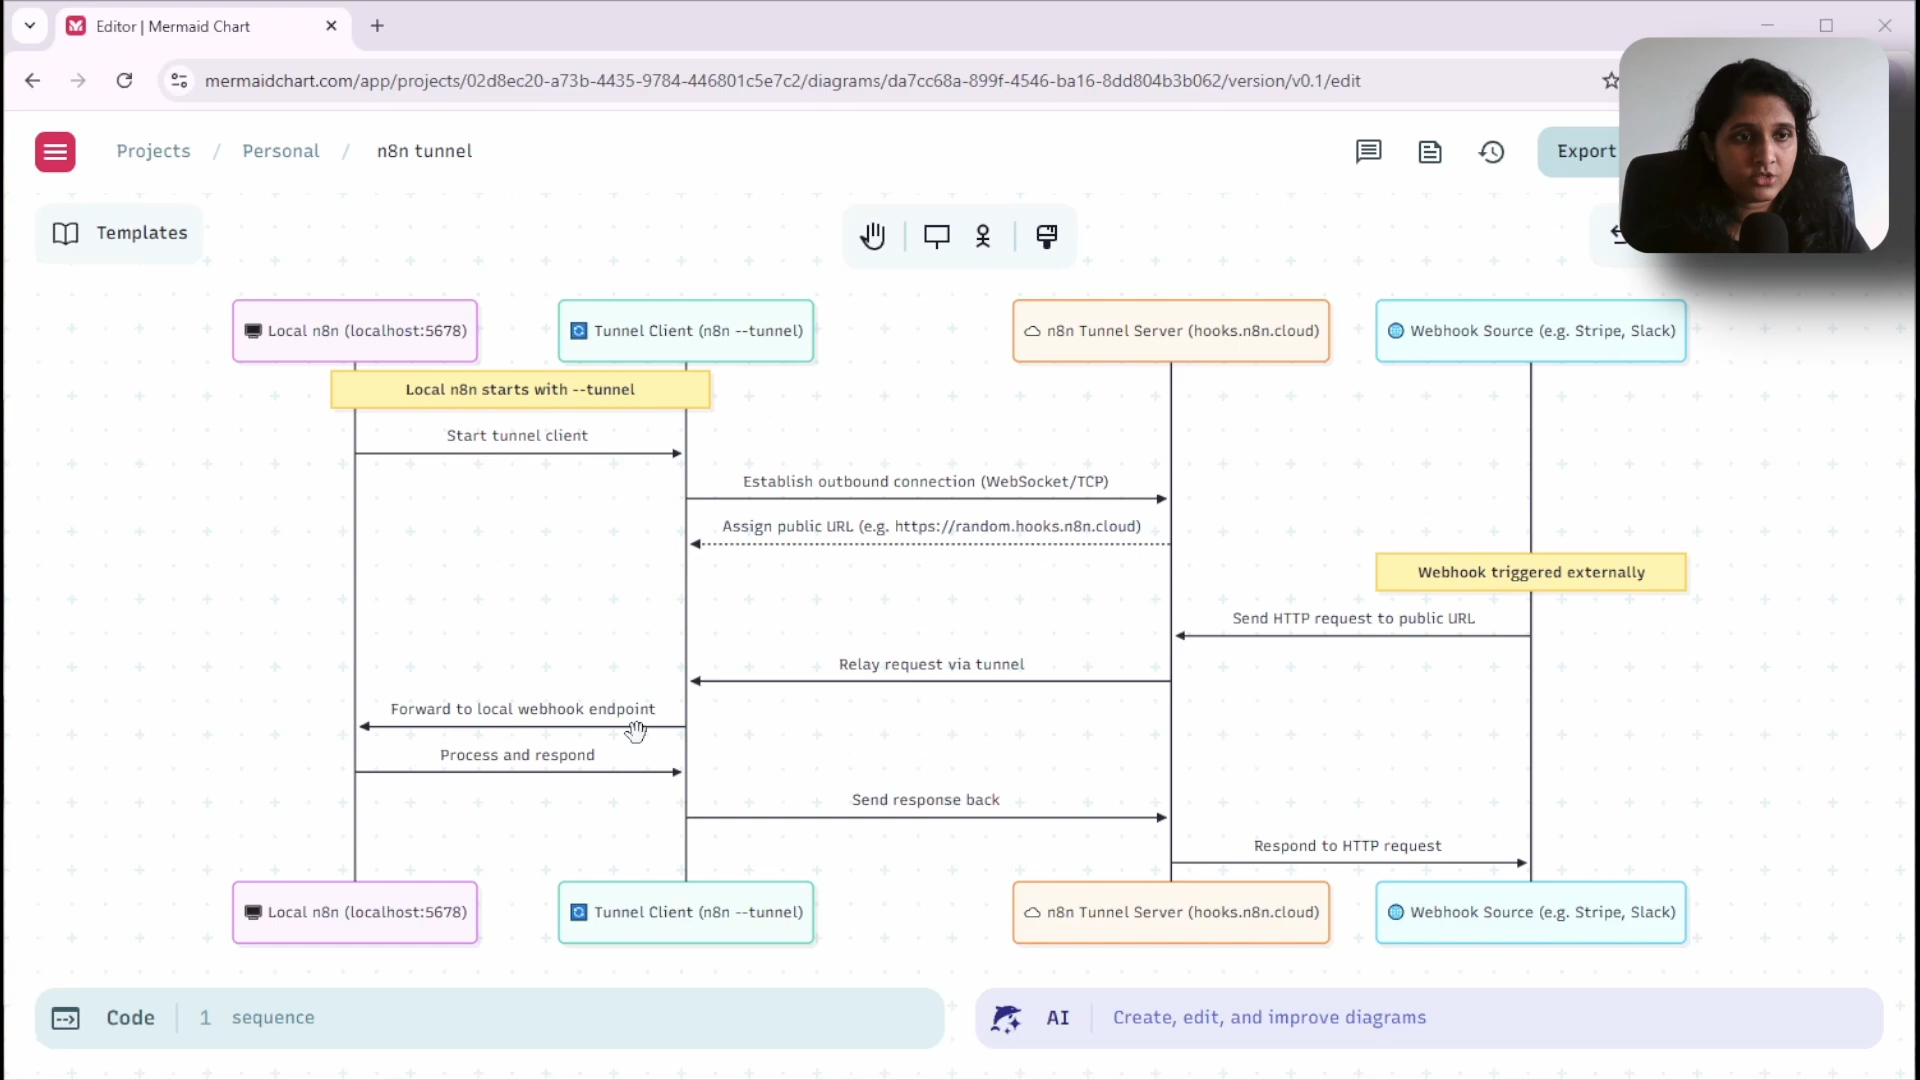 Editor | Mermaid Chart
mermaidchart.com/app/projects/02d8ec20-a73b-4435-9784-446801c5e7c2/diagrams/da7cc68a-899f-4546-ba16-8dd804b3b062/version/v0.1/edit
Projects / Personal / n8n tunnel
Export
Templates
Local n8n (localhost:5678)
Tunnel Client (n8n --tunnel)
n8n Tunnel Server (hooks.n8n.cloud)
Webhook Source (e.g. Stripe, Slack)
Local n8n starts with --tunnel
Start tunnel client
Establish outbound connection (WebSocket/TCP)
Assign public URL (e.g. https://random.hooks.n8n.cloud)
Webhook triggered externally
Send HTTP request to public URL
Relay request via tunnel
Forward to local webhook endpoint
Process and respond
Send response back
Respond to HTTP request
Local n8n (localhost:5678)
Tunnel Client (n8n --tunnel)
n8n Tunnel Server (hooks.n8n.cloud)
Webhook Source (e.g. Stripe, Slack)
Code 1 sequence
AI Create, edit, and improve diagrams